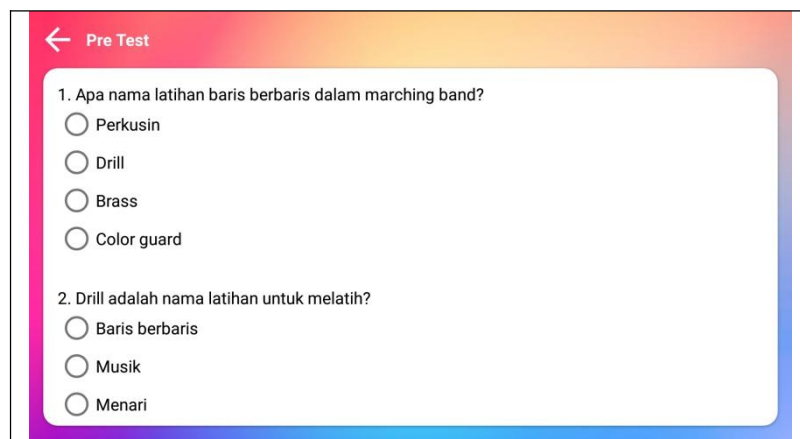 Pre Test
1. Apa nama latihan baris berbaris dalam marching band?
Perkusin
Drill
Brass
Color guard
2. Drill adalah nama latihan untuk melatih?
Baris berbaris
Musik
Menari